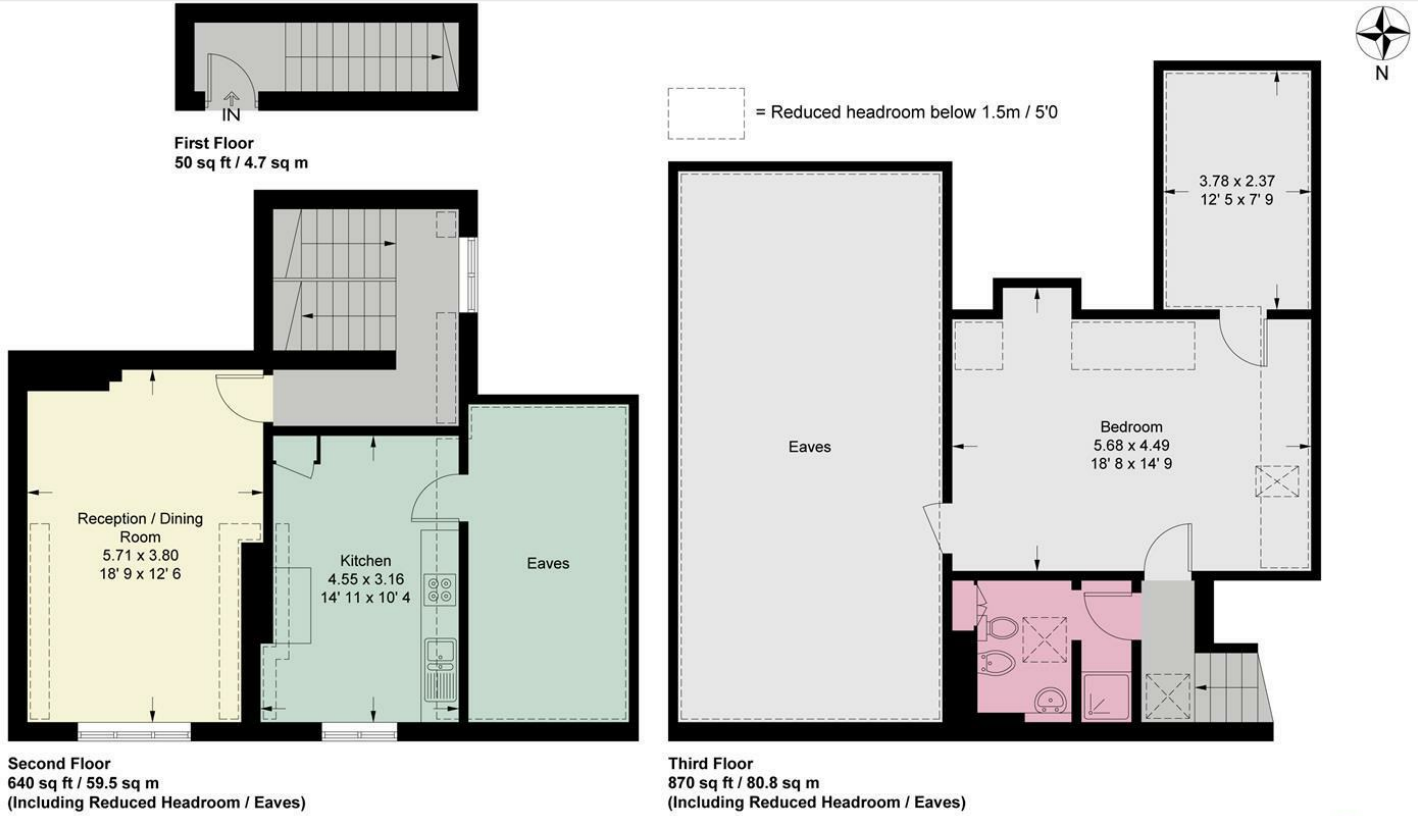 IN
First Floor
50 sq ft / 4.7 sq m
N
= Reduced headroom below 1.5m / 5'0
3.78 x 2.37
12' 5 x 7' 9
Reception / Dining
Room
5.71 x 3.80
18' 9 x 12' 6
Kitchen
4.55 x 3.16
14' 11 x 10' 4
Eaves
Eaves
Bedroom
5.68 x 4.49
18' 8 x 14' 9
Second Floor
640 sq ft / 59.5 sq m
(Including Reduced Headroom / Eaves)
Third Floor
870 sq ft / 80.8 sq m
(Including Reduced Headroom / Eaves)